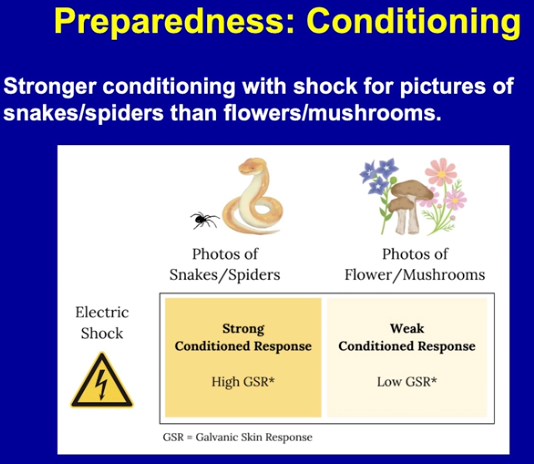 Preparedness: Conditioning
Stronger conditioning with shock for pictures of
snakes/spiders than flowers/mushrooms.
Photos of
Snakes/Spiders
Photos of
Flower/Mushrooms
Electric
Shock
Strong
Conditioned Response
High GSR*
Weak
Conditioned Response
Low GSR*
GSR = Galvanic Skin Response